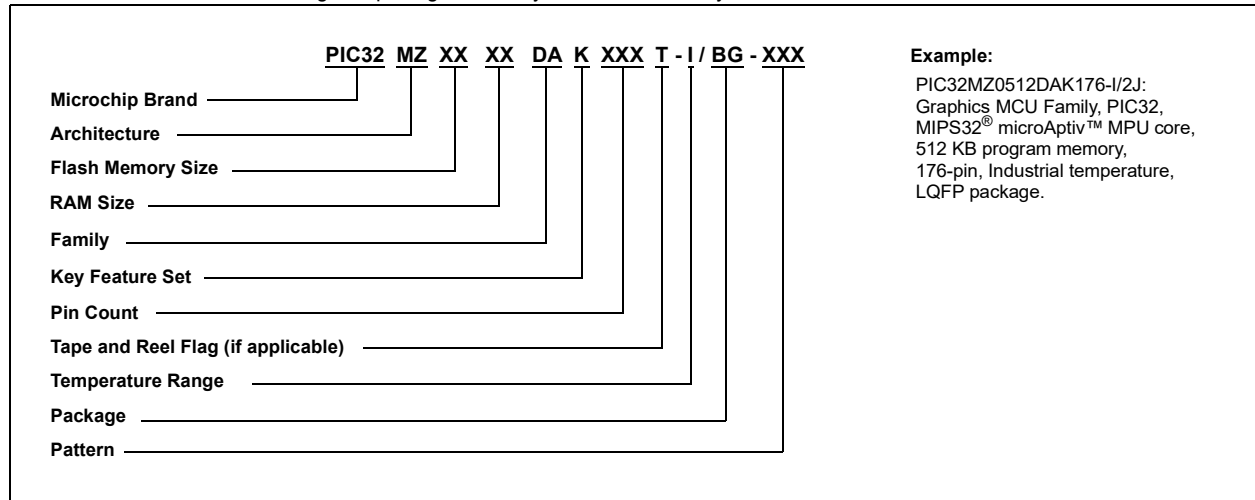 PIC32 MZ XX XX DA K XXX T - I / BG - XXX
Microchip Brand
Architecture
Flash Memory Size
RAM Size
Family
Key Feature Set
Pin Count
Tape and Reel Flag (if applicable)
Temperature Range
Package
Pattern
Example:
PIC32MZ0512DAK176-I/2J:
Graphics MCU Family, PIC32,
MIPS32® microAptiv™ MPU core,
512 KB program memory,
176-pin, Industrial temperature,
LQFP package.